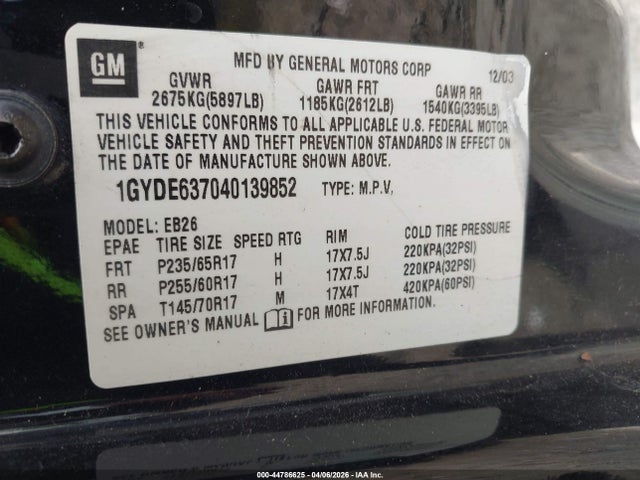 GM
MFD BY GENERAL MOTORS CORP 12/03
GVWR GAWR FRT GAWR RR
2675KG(5897LB) 1185KG(2612LB) 1540KG(3395LB)
THIS VEHICLE CONFORMS TO ALL APPLICABLE U.S. FEDERAL MOTOR
VEHICLE SAFETY AND THEFT PREVENTION STANDARDS IN EFFECT ON
THE DATE OF MANUFACTURE SHOWN ABOVE.
1GYDE637040139852 TYPE: M.P.V.
MODEL: EB26
EPAE TIRE SIZE SPEED RTG RIM COLD TIRE PRESSURE
FRT P235/65R17 H 17X7.5J 220KPA(32PSI)
RR P255/60R17 H 17X7.5J 220KPA(32PSI)
SPA T145/70R17 M 17X4T 420KPA(60PSI)
SEE OWNER'S MANUAL i FOR MORE INFORMATION.
000-44786625 - 04/06/2026 - IAA Inc.